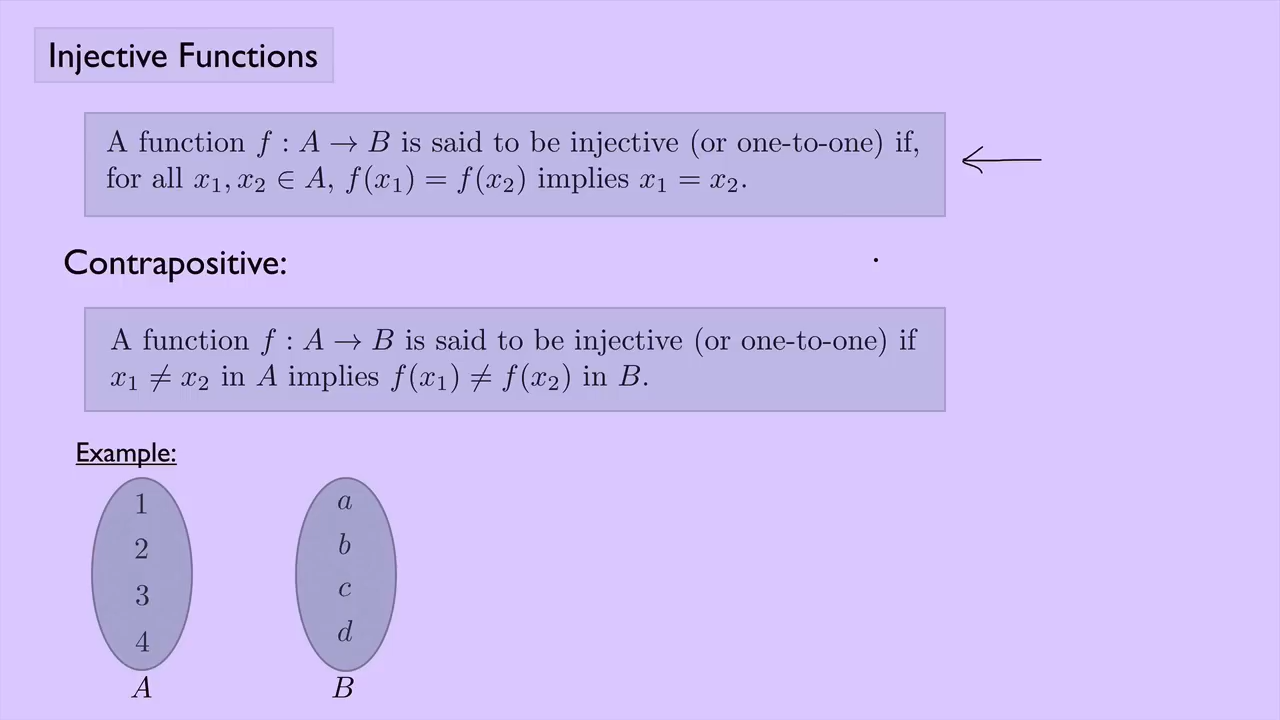 Injective Functions
A function f : A → B is said to be injective (or one-to-one) if,
for all x₁, x₂ ∈ A, f(x₁) = f(x₂) implies x₁ = x₂.
Contrapositive:
A function f : A → B is said to be injective (or one-to-one) if
x₁ ≠ x₂ in A implies f(x₁) ≠ f(x₂) in B.
Example:
1 a
2 b
3 c
4 d
A B